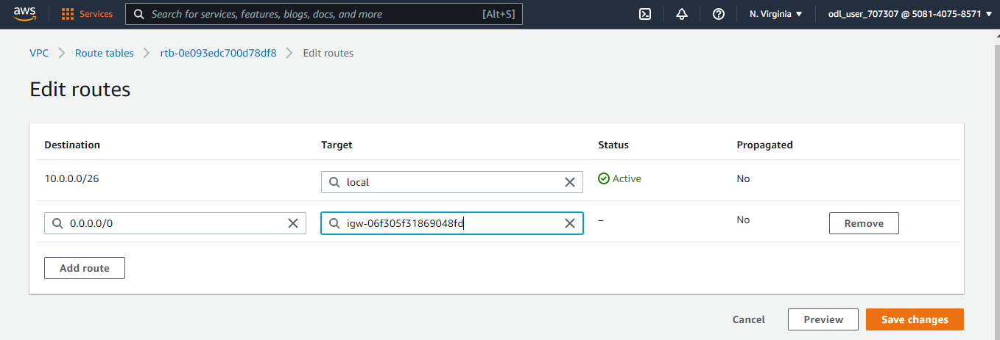 aws Services Search for services, features, blogs, docs, and more [Alt+S] N. Virginia ▼ odl_user_707307 @ 5081-4075-8571 ▼
VPC > Route tables > rtb-0e093edc700d78df8 > Edit routes
Edit routes
Destination Target Status Propagated
10.0.0.0/26 local Active No
0.0.0.0/0 igw-06f305f31869048fd – No Remove
Add route
Cancel Preview Save changes